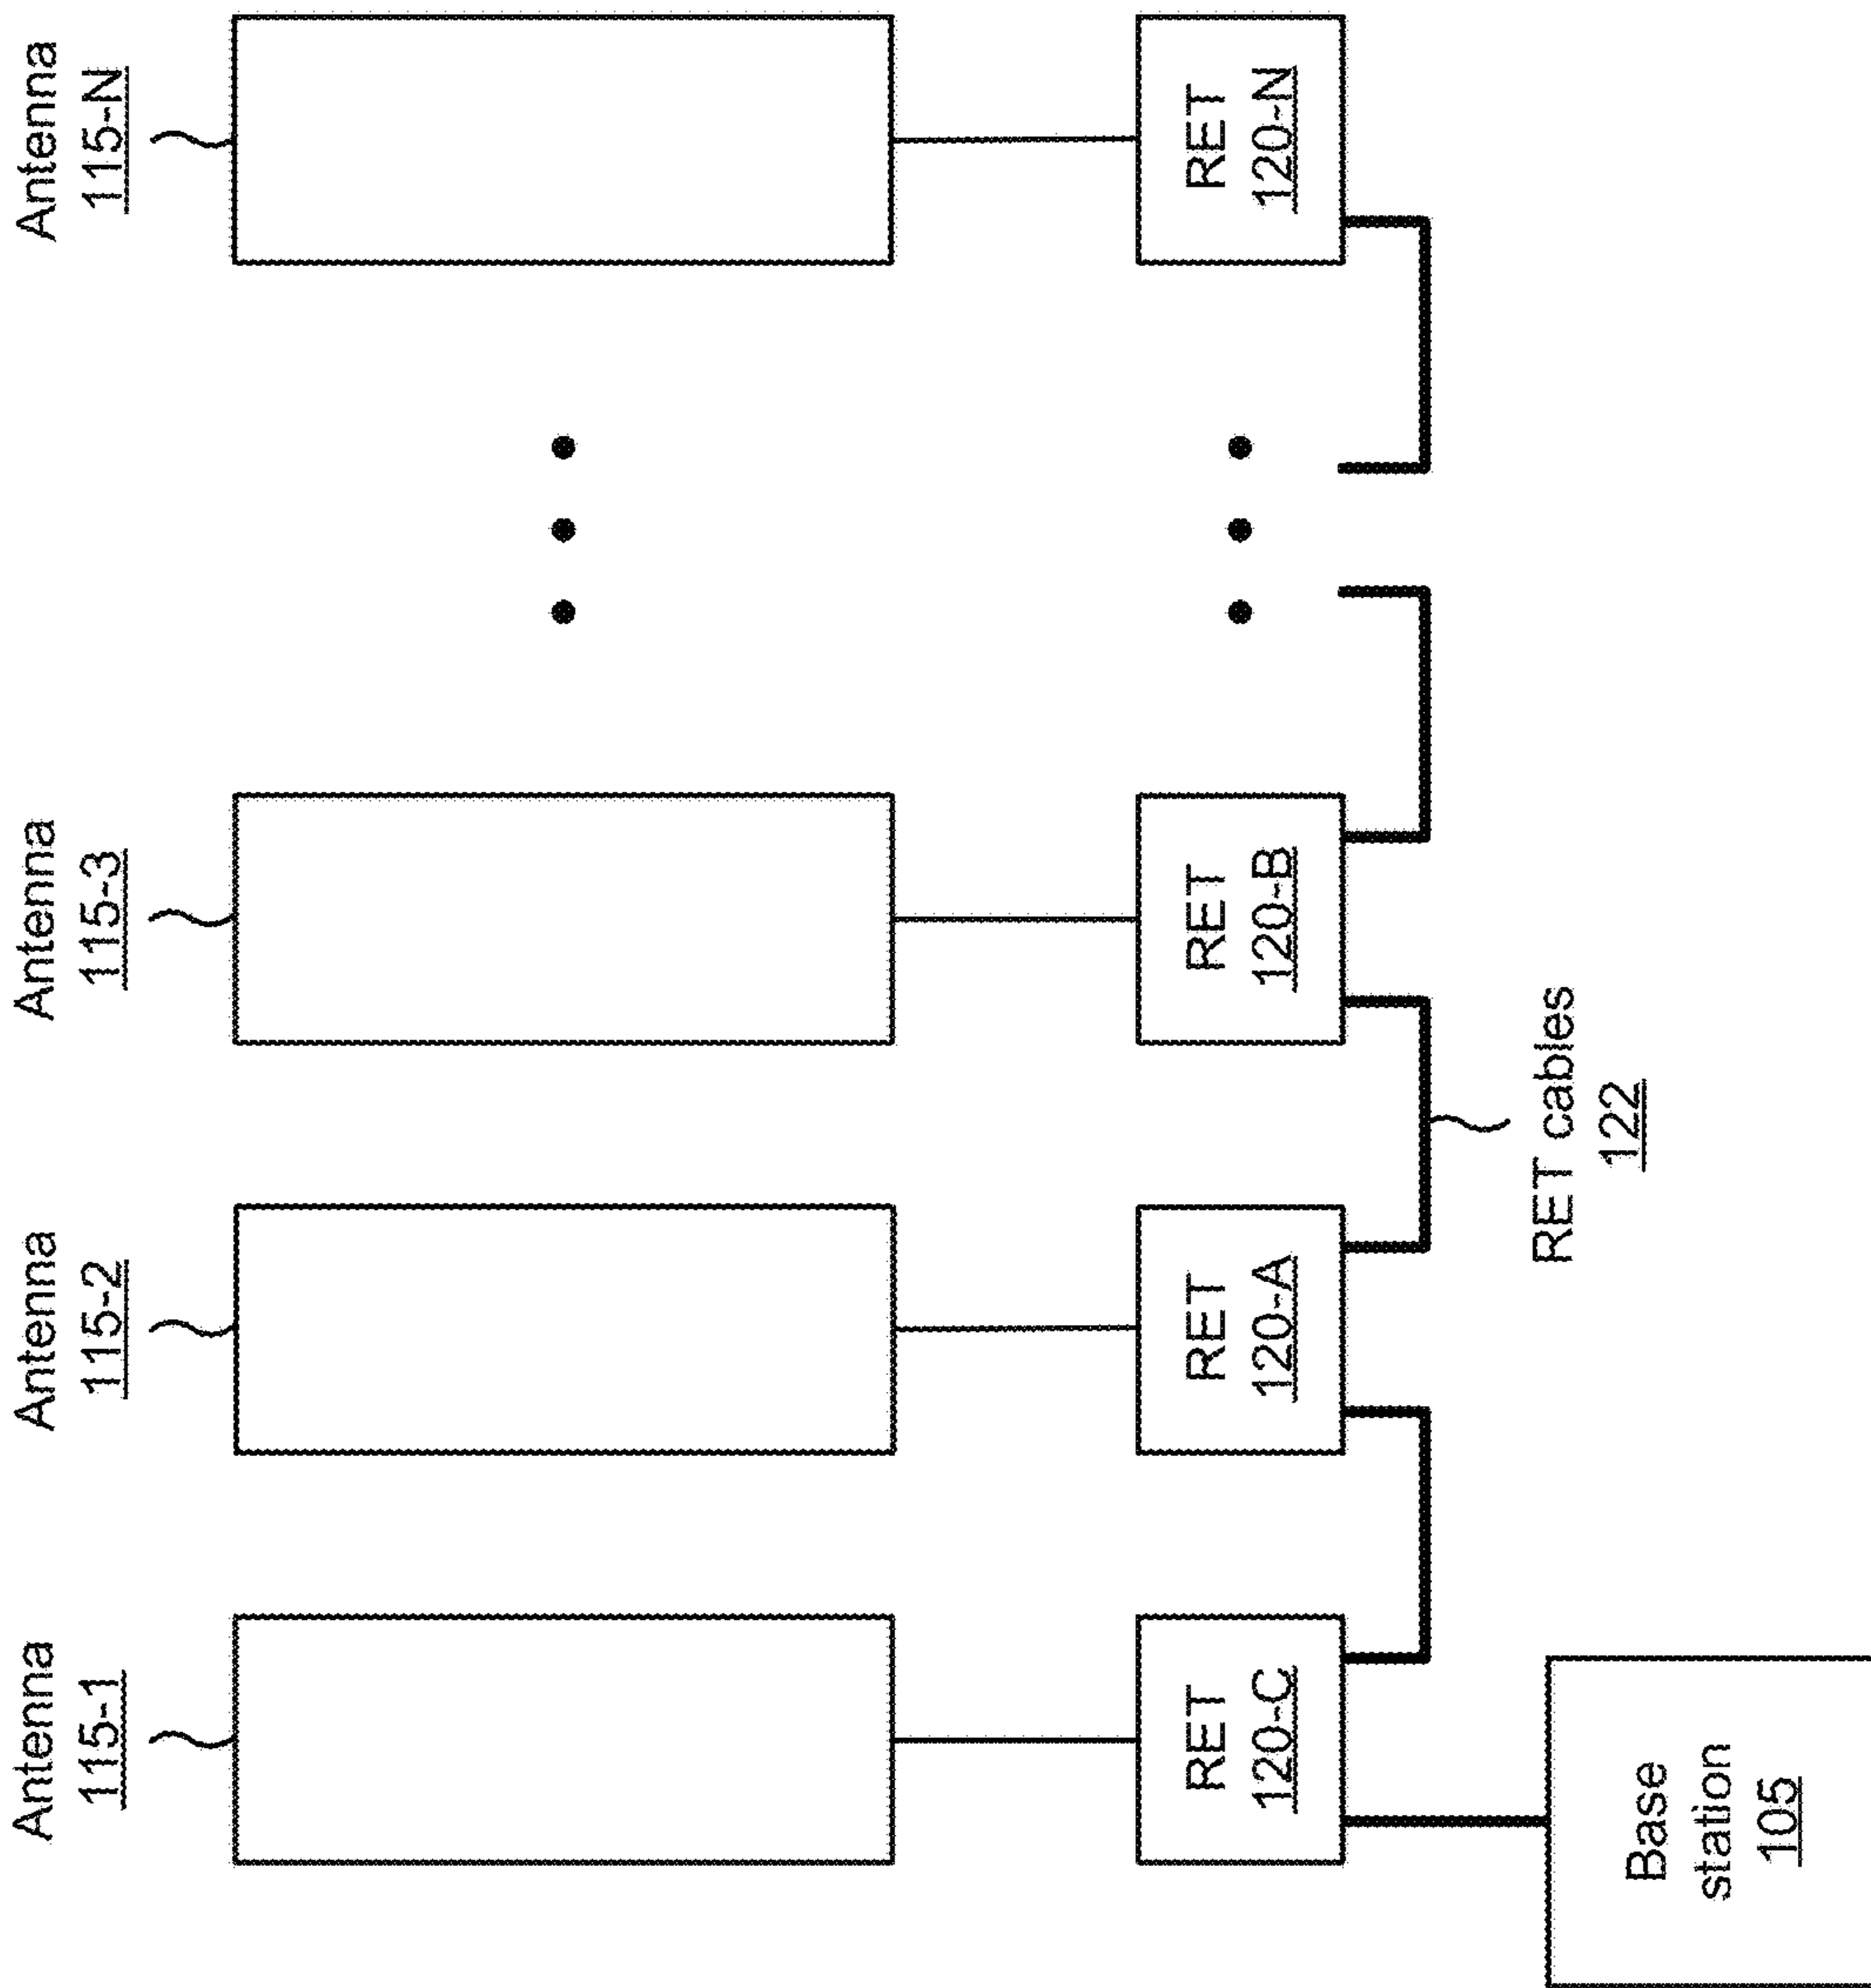 Antenna
115-1
Antenna
115-2
Antenna
115-3
Antenna
115-N
RET
120-C
RET
120-A
RET
120-B
RET
120-N
RET cables
122
Base
station
105